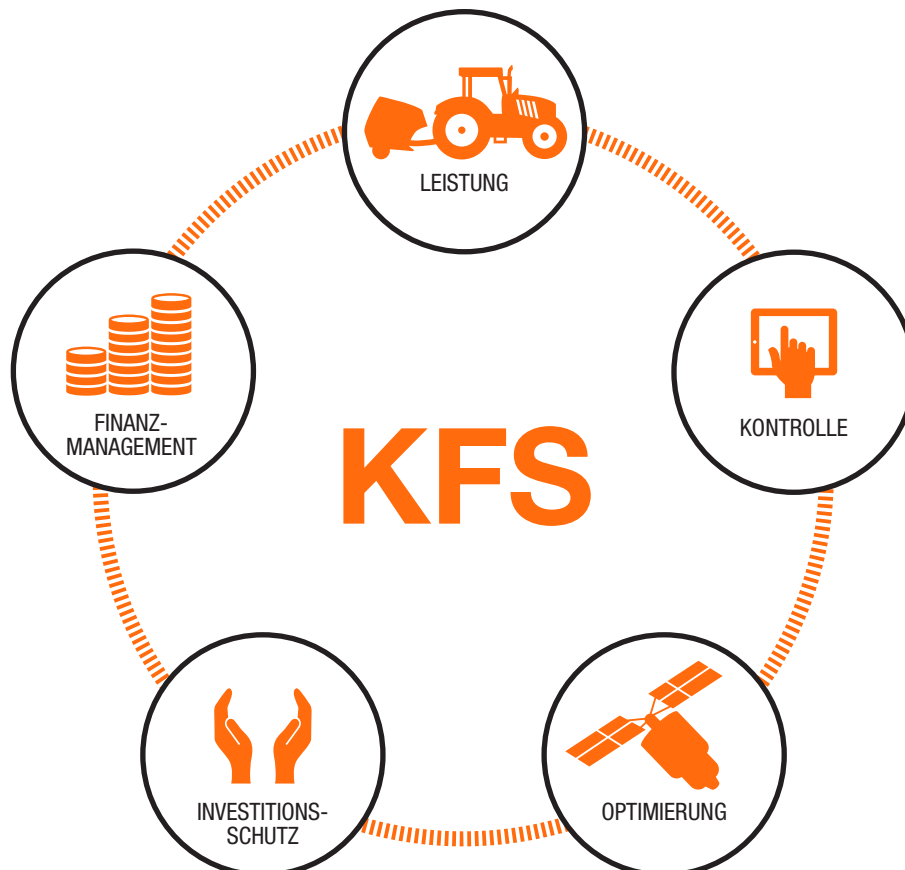 LEISTUNG
FINANZ-
MANAGEMENT
KONTROLLE
KFS
INVESTITIONS-
SCHUTZ
OPTIMIERUNG